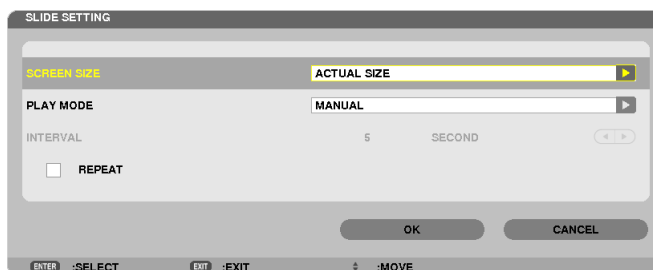 SLIDE SETTING
SCREEN SIZE ACTUAL SIZE
PLAY MODE MANUAL
INTERVAL 5 SECOND
REPEAT
OK CANCEL
ENTER :SELECT EXIT :EXIT :MOVE